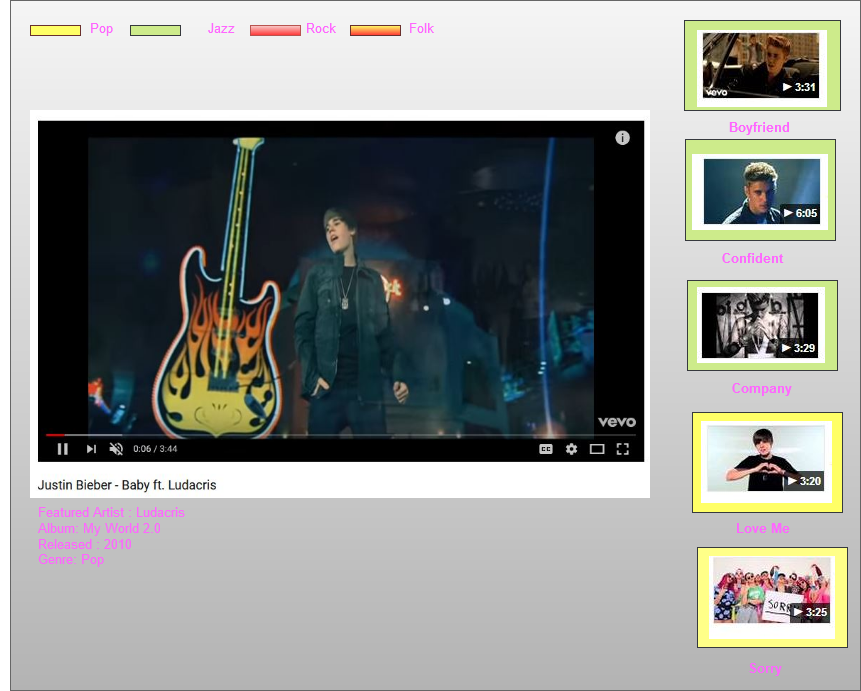 Pop Jazz Rock Folk
vevo
0:06 / 3:44
CC
Justin Bieber - Baby ft. Ludacris
Featured Artist : Ludacris
Album: My World 2.0
Released : 2010
Genre: Pop
vevo
3:31
Boyfriend
6:05
Confident
3:29
Company
3:20
Love Me
SORRY
3:25
Sorry